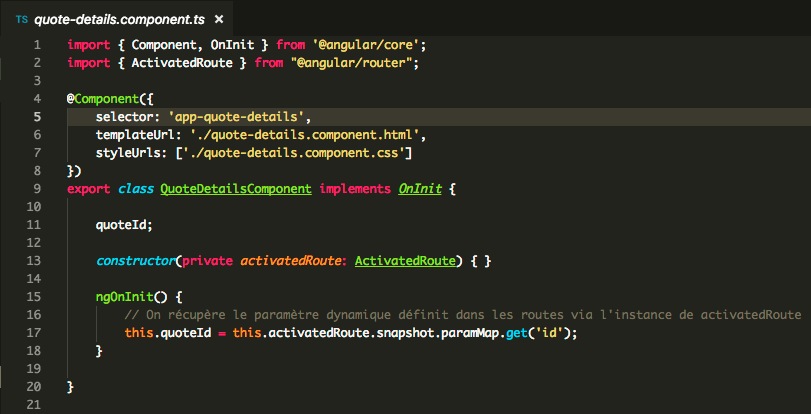 TS quote-details.component.ts ×
1 import { Component, OnInit } from '@angular/core';
2 import { ActivatedRoute } from "@angular/router";
3
4 @Component({
5 selector: 'app-quote-details',
6 templateUrl: './quote-details.component.html',
7 styleUrls: ['./quote-details.component.css']
8 })
9 export class QuoteDetailsComponent implements OnInit {
10
11 quoteId;
12
13 constructor(private activatedRoute: ActivatedRoute) { }
14
15 ngOnInit() {
16 // On récupère le paramètre dynamique définit dans les routes via l'instance de activatedRoute
17 this.quoteId = this.activatedRoute.snapshot.paramMap.get('id');
18 }
19
20 }
21